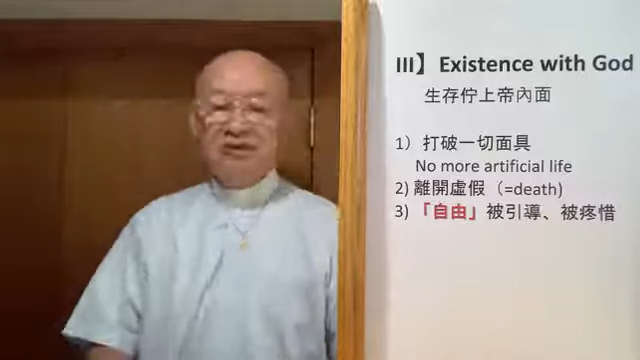 III】 Existence with God
生存佇上帝內面
1) 打破一切面具
No more artificial life
2) 離開虛假 (=death)
3) 「自由」被引導、被疼惜